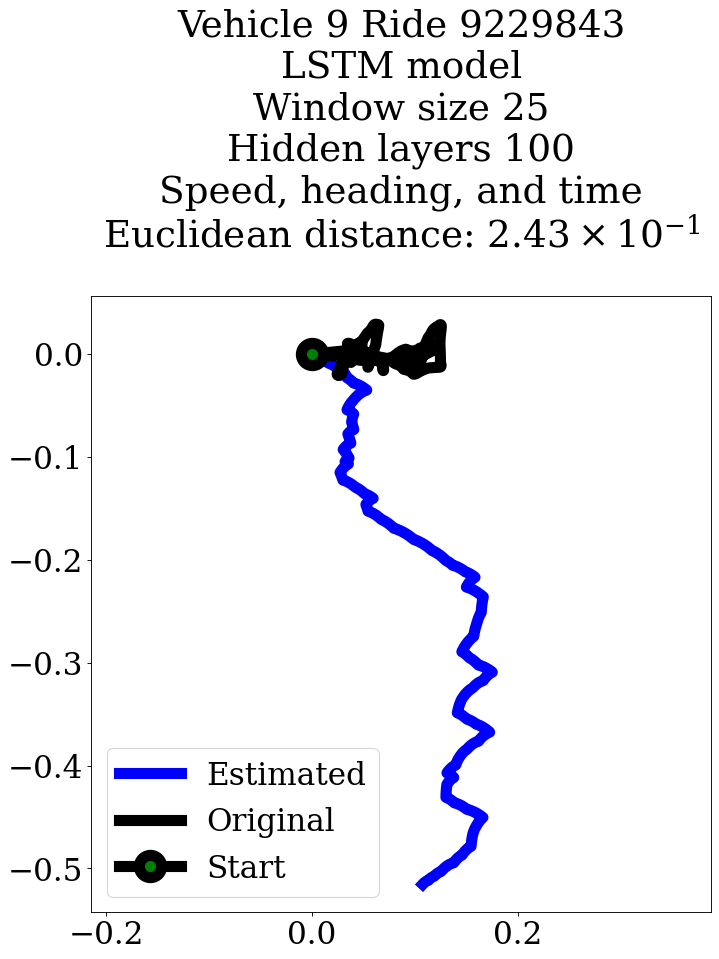 Vehicle 9 Ride 9229843
LSTM model
Window size 25
Hidden layers 100
Speed, heading, and time
Euclidean distance: 2.43 × 10⁻¹
0.0
−0.1
−0.2
−0.3
−0.4
−0.5
Estimated
Original
Start
−0.2 0.0 0.2